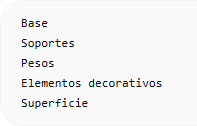 Base
Soportes
Pesos
Elementos decorativos
Superficie